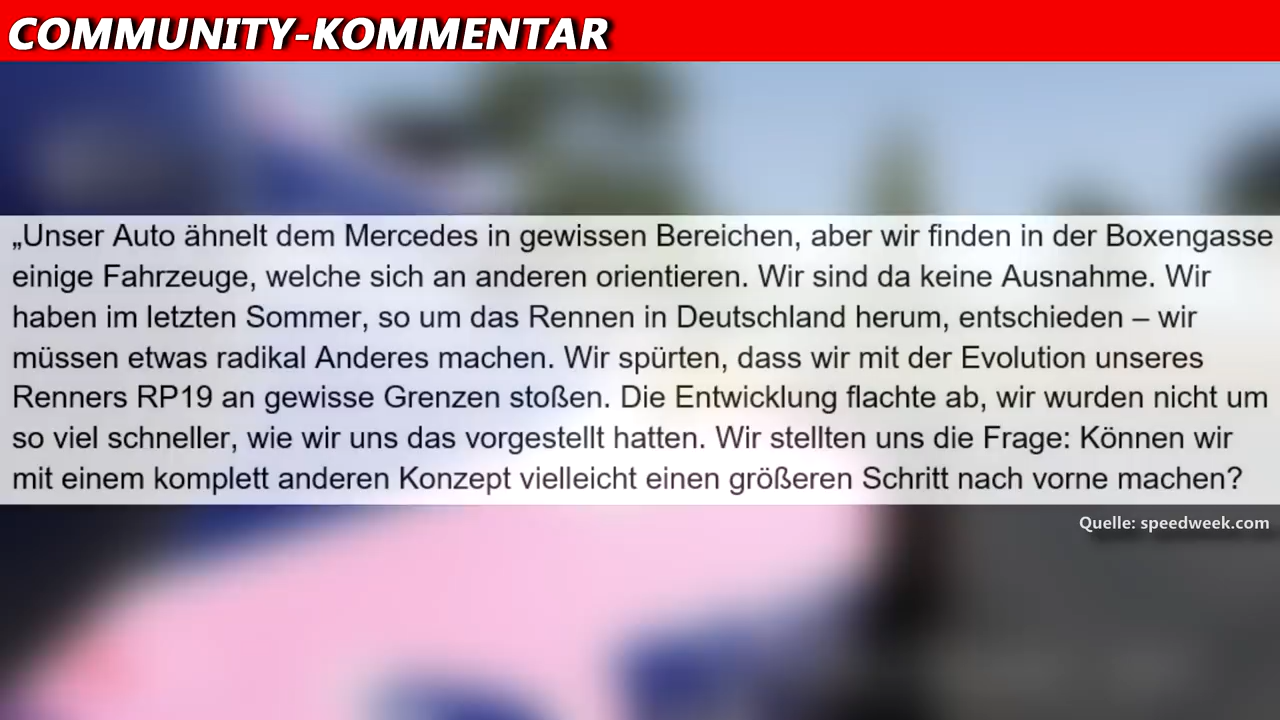 COMMUNITY-KOMMENTAR
„Unser Auto ähnelt dem Mercedes in gewissen Bereichen, aber wir finden in der Boxengasse
einige Fahrzeuge, welche sich an anderen orientieren. Wir sind da keine Ausnahme. Wir
haben im letzten Sommer, so um das Rennen in Deutschland herum, entschieden – wir
müssen etwas radikal Anderes machen. Wir spürten, dass wir mit der Evolution unseres
Renners RP19 an gewisse Grenzen stoßen. Die Entwicklung flachte ab, wir wurden nicht um
so viel schneller, wie wir uns das vorgestellt hatten. Wir stellten uns die Frage: Können wir
mit einem komplett anderen Konzept vielleicht einen größeren Schritt nach vorne machen?
Quelle: speedweek.com